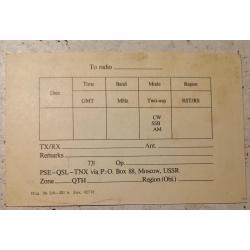 To radio
Date Time Band Mode Report
GMT MHz Two-way RST/RS
CW
SSB
AM
TX/RX Ant.
Remarks
73! Op.
PSE-QSL-TNX via P. O. Box 88, Moscow, USSR
Zone QTH Region (Obl.)